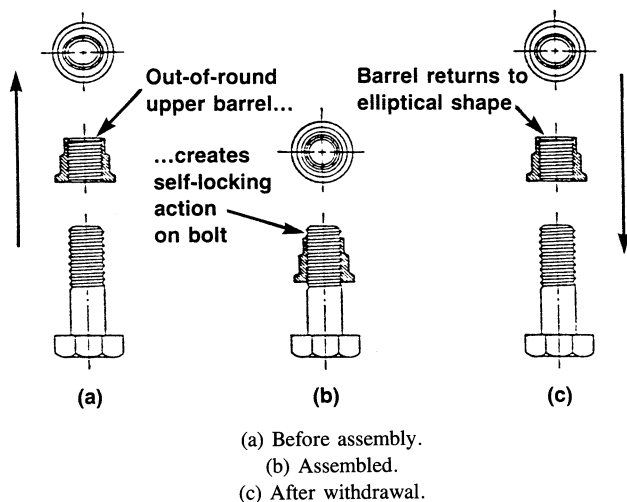 Out-of-round
upper barrel...
Barrel returns to
elliptical shape
...creates
self-locking
action
on bolt
(a)
(b)
(c)
(a) Before assembly.
(b) Assembled.
(c) After withdrawal.